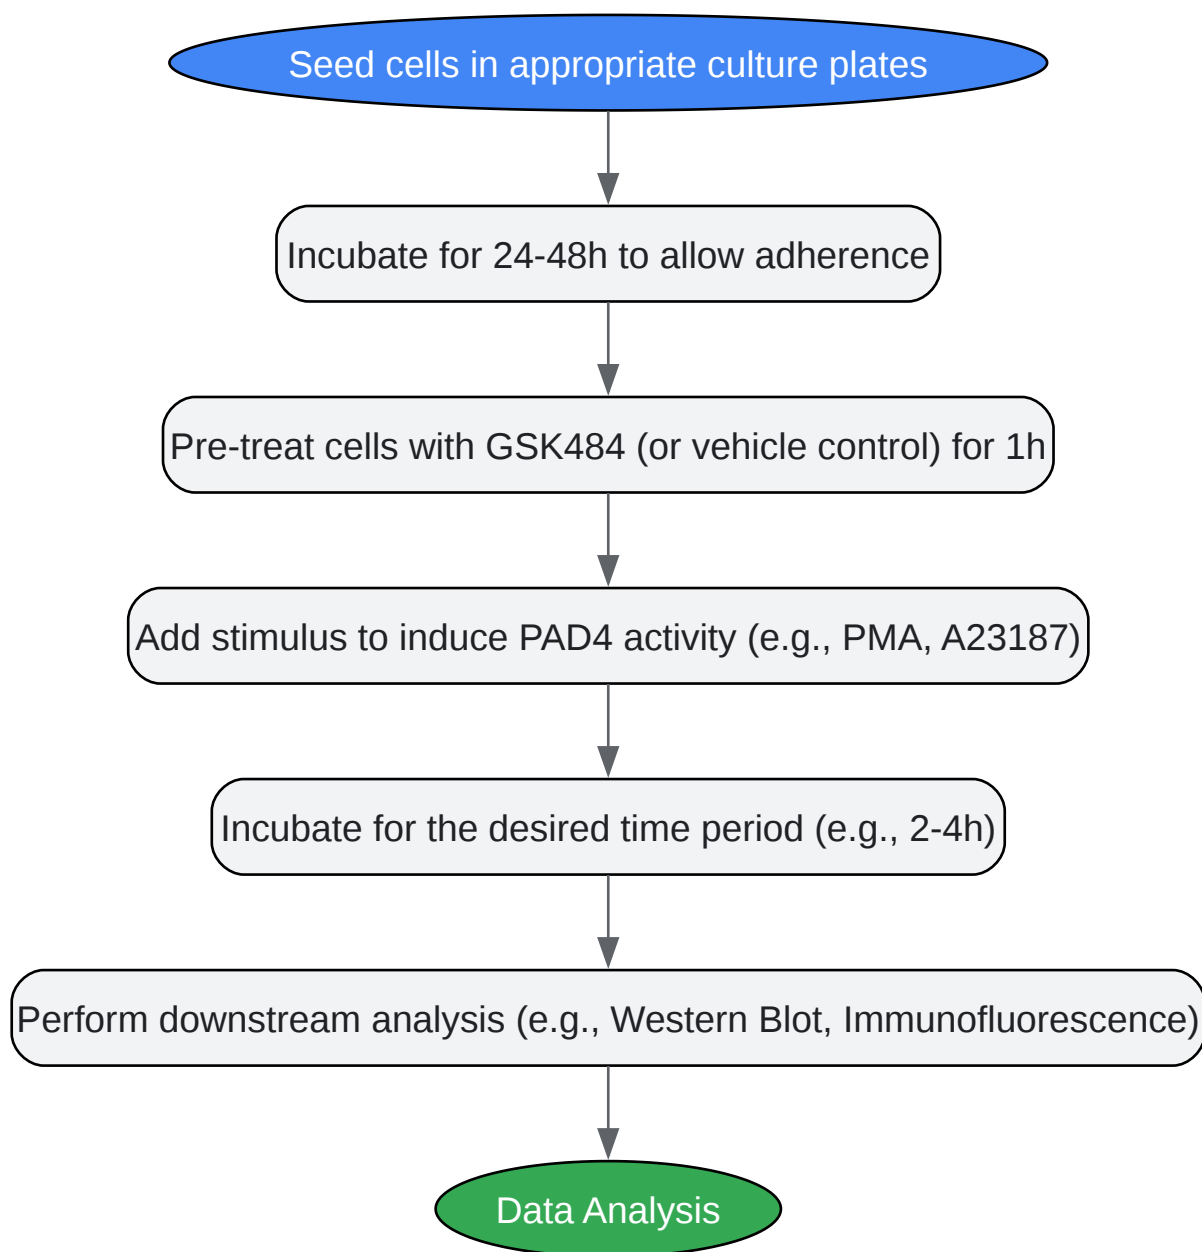 Seed cells in appropriate culture plates
Incubate for 24-48h to allow adherence
Pre-treat cells with GSK484 (or vehicle control) for 1h
Add stimulus to induce PAD4 activity (e.g., PMA, A23187)
Incubate for the desired time period (e.g., 2-4h)
Perform downstream analysis (e.g., Western Blot, Immunofluorescence)
Data Analysis